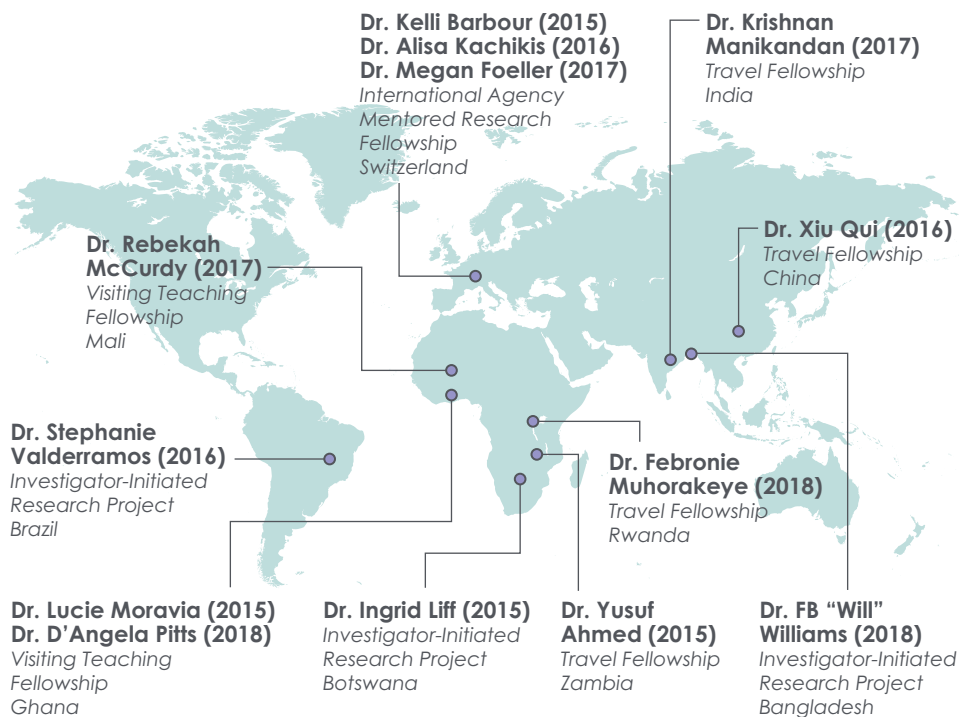 Dr. Kelli Barbour (2015)
Dr. Alisa Kachikis (2016)
Dr. Megan Foeller (2017)
International Agency
Mentored Research
Fellowship
Switzerland
Dr. Krishnan
Manikandan (2017)
Travel Fellowship
India
Dr. Rebekah
McCurdy (2017)
Visiting Teaching
Fellowship
Mali
Dr. Xiu Qui (2016)
Travel Fellowship
China
Dr. Stephanie
Valderramos (2016)
Investigator-Initiated
Research Project
Brazil
Dr. Febronie
Muhorakeye (2018)
Travel Fellowship
Rwanda
Dr. Lucie Moravia (2015)
Dr. D’Angela Pitts (2018)
Visiting Teaching
Fellowship
Ghana
Dr. Ingrid Liff (2015)
Investigator-Initiated
Research Project
Botswana
Dr. Yusuf
Ahmed (2015)
Travel Fellowship
Zambia
Dr. FB “Will”
Williams (2018)
Investigator-Initiated
Research Project
Bangladesh